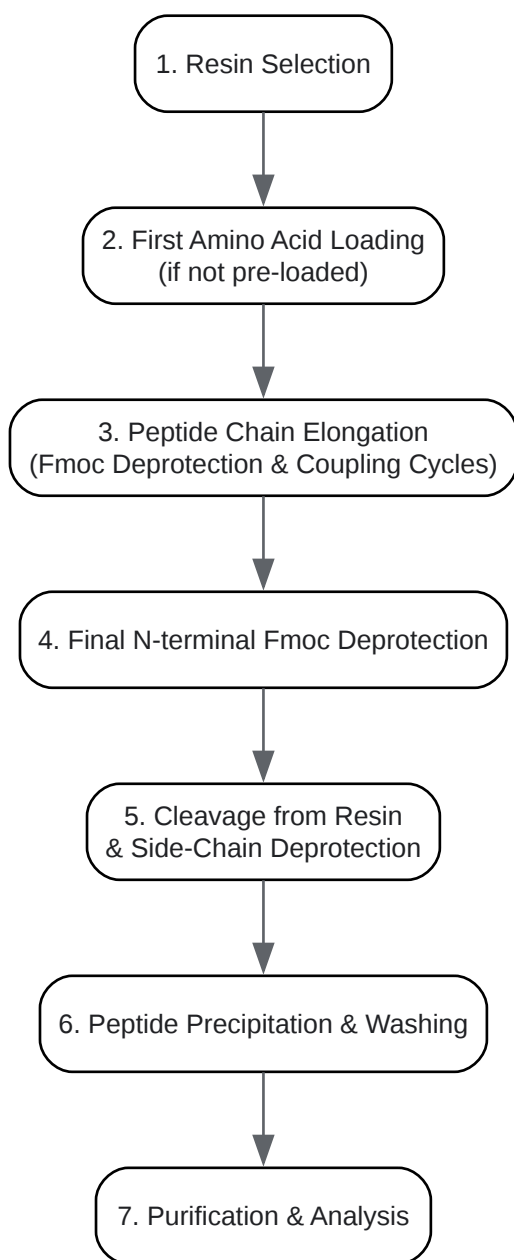 1. Resin Selection
2. First Amino Acid Loading
(if not pre-loaded)
3. Peptide Chain Elongation
(Fmoc Deprotection & Coupling Cycles)
4. Final N-terminal Fmoc Deprotection
5. Cleavage from Resin
& Side-Chain Deprotection
6. Peptide Precipitation & Washing
7. Purification & Analysis